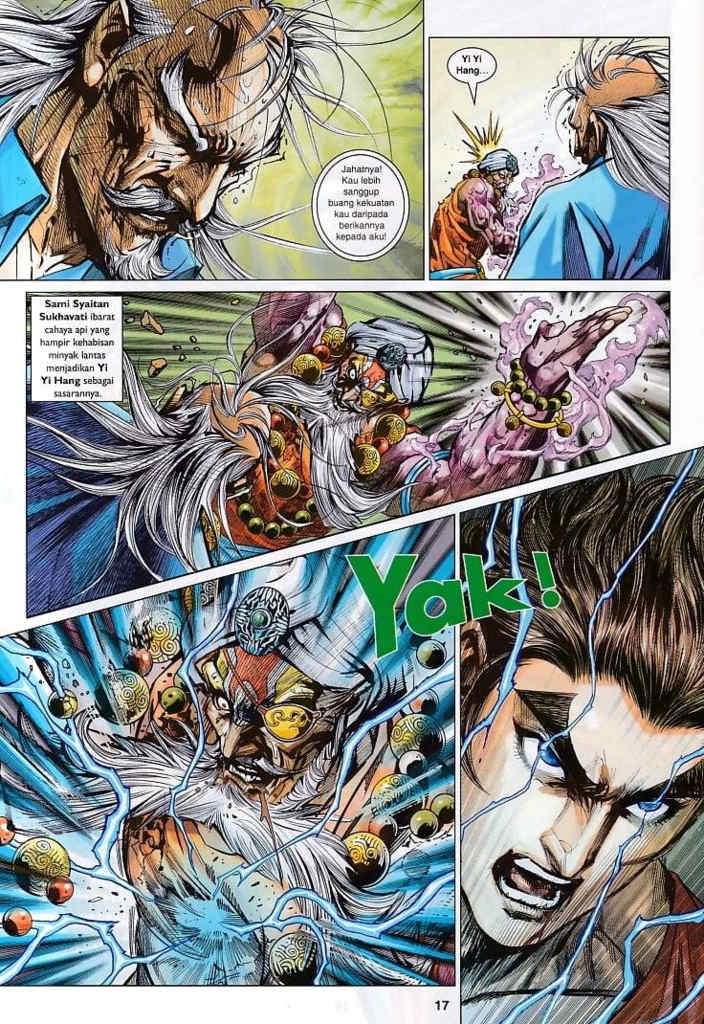 Jahatnya!
Kau lebih
sanggup
buang kekuatan
kau daripada
berikannya
kepada aku!
Yi Yi
Hang...
Sami Syaitan
Sukhavati ibarat
cahaya api yang
hampir kehabisan
minyak lantas
menjadikan Yi
Yi Hang sebagai
sasarannya.
Yak!
17